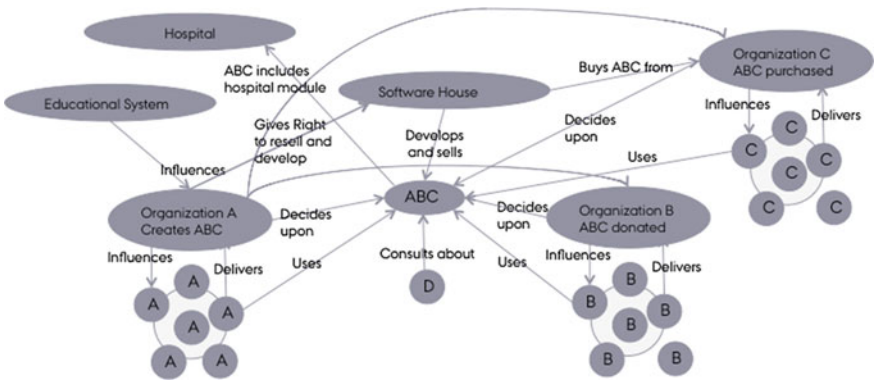 Hospital
Organization C
ABC purchased
ABC includes
hospital module
Buys ABC from
Educational System
Software House
Influences
Delivers
Gives Right
to resell and
develop
Develops
and sells
Decides
upon
C
C
C
C
C
C
Influences
Uses
ABC
Organization A
Creates ABC
Decides
upon
Decides
upon
Organization B
ABC donated
Influences
Delivers
Uses
Consults about
Uses
Influences
Delivers
A
A
A
A
A
A
D
B
B
B
B
B
B